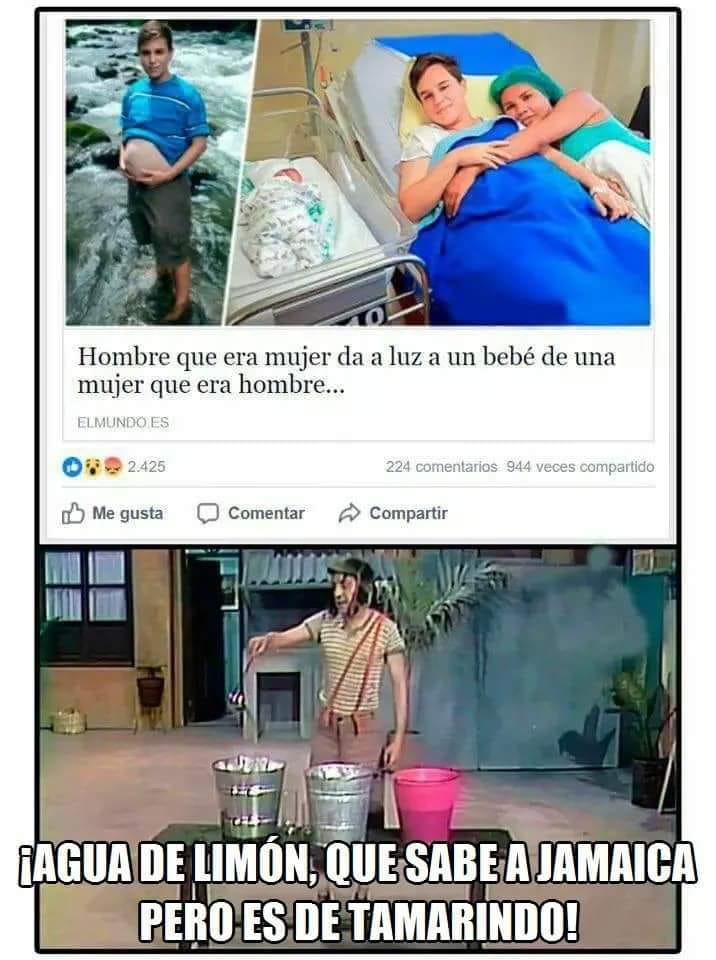 Hombre que era mujer da a luz a un bebé de una
mujer que era hombre...
ELMUNDO.ES
2.425
224 comentarios 944 veces compartido
Me gusta Comentar Compartir
¡AGUA DE LIMÓN, QUE SABE A JAMAICA
PERO ES DE TAMARINDO!